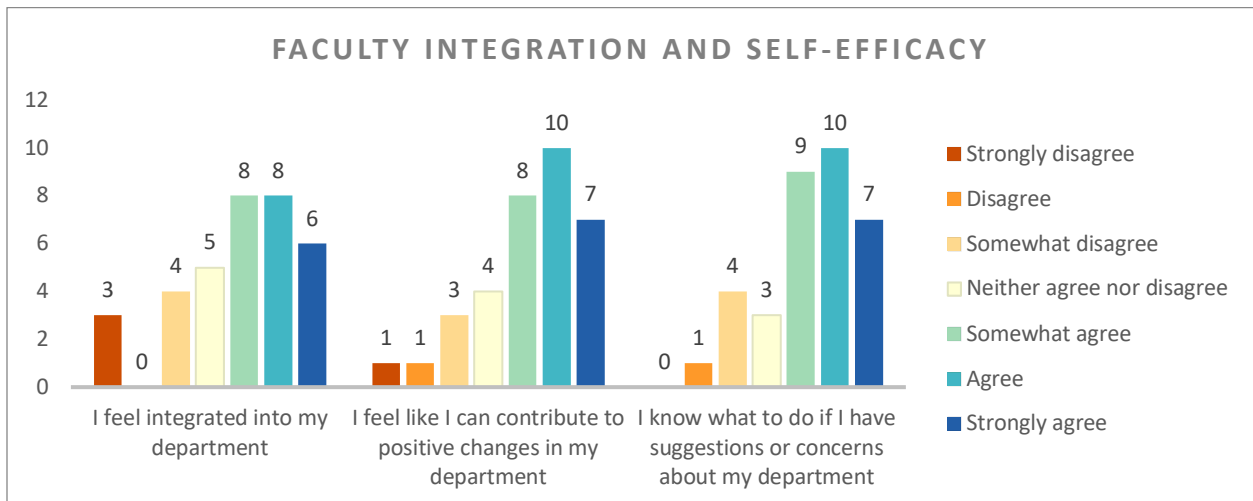 FACULTY INTEGRATION AND SELF-EFFICACY
12
10
8
6
4
2
0
3
0
4
5
8
8
6
1
1
3
4
8
10
7
0
1
4
3
9
10
7
I feel integrated into my
department
I feel like I can contribute to
positive changes in my
department
I know what to do if I have
suggestions or concerns
about my department
Strongly disagree
Disagree
Somewhat disagree
Neither agree nor disagree
Somewhat agree
Agree
Strongly agree